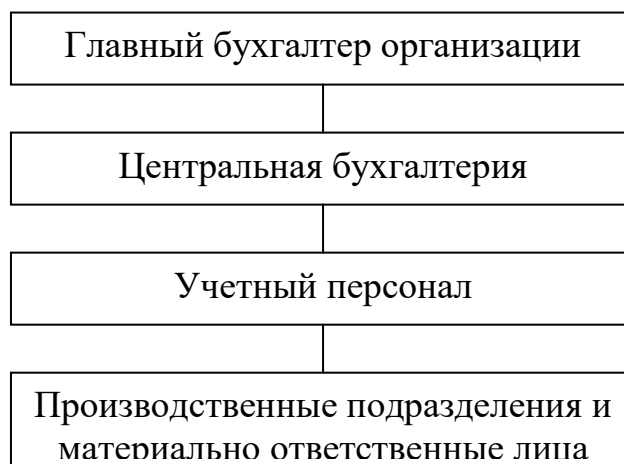 Главный бухгалтер организации
Центральная бухгалтерия
Учетный персонал
Производственные подразделения и
материально ответственные лица